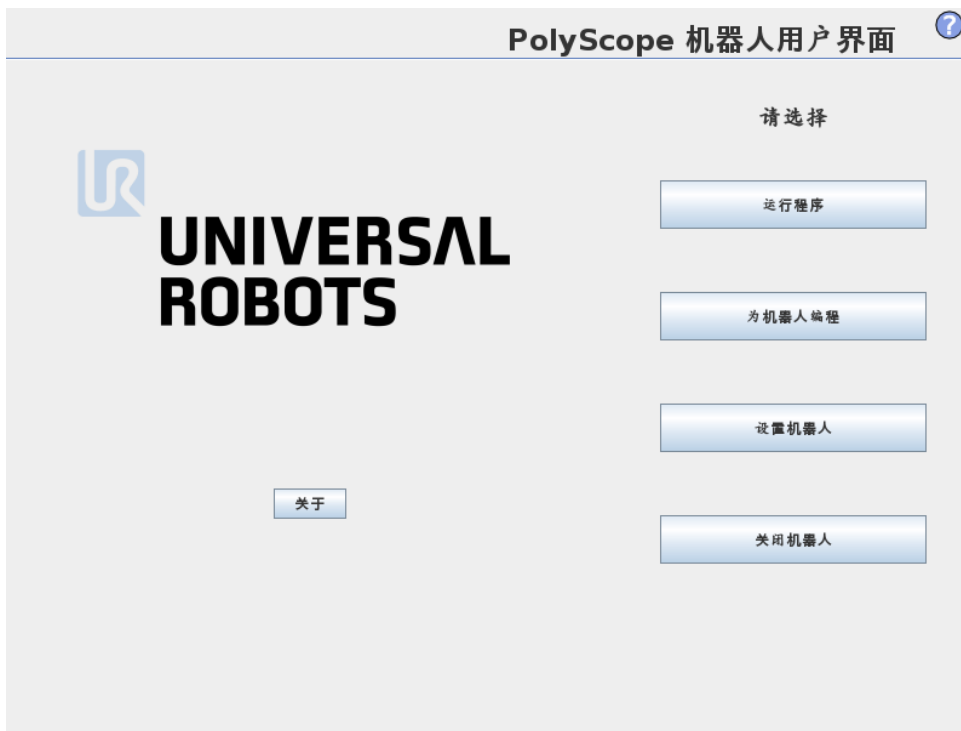 PolyScope 机器人用户界面
?
请选择
UR
UNIVERSAL
ROBOTS
运行程序
为机器人编程
设置机器人
关于
关闭机器人